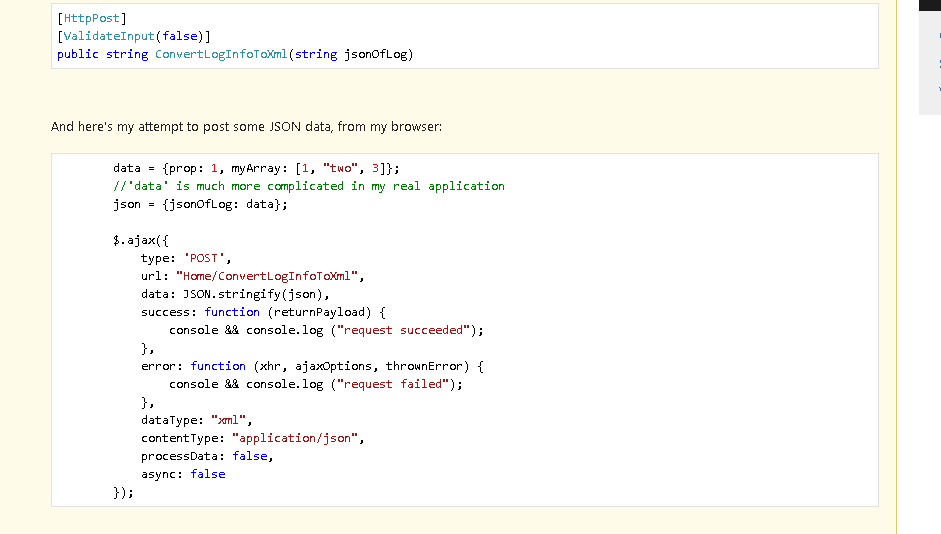 [HttpPost]
[ValidateInput(false)]
public string ConvertLogInfoToXml(string jsonOfLog)
And here's my attempt to post some JSON data, from my browser:
data = {prop: 1, myArray: [1, "two", 3]};
//'data' is much more complicated in my real application
json = {jsonOfLog: data};
$.ajax({
type: 'POST',
url: "Home/ConvertLogInfoToXml",
data: JSON.stringify(json),
success: function (returnPayload) {
console && console.log ("request succeeded");
},
error: function (xhr, ajaxOptions, thrownError) {
console && console.log ("request failed");
},
dataType: "xml",
contentType: "application/json",
processData: false,
async: false
});